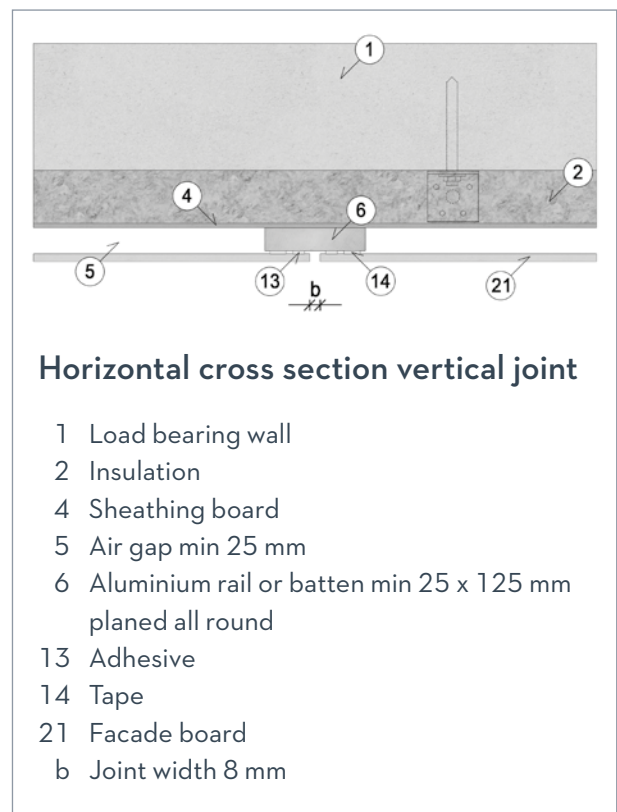 1
2
4
6
5
13
14
21
b
Horizontal cross section vertical joint
1 Load bearing wall
2 Insulation
4 Sheathing board
5 Air gap min 25 mm
6 Aluminium rail or batten min 25 x 125 mm
planed all round
13 Adhesive
14 Tape
21 Facade board
b Joint width 8 mm